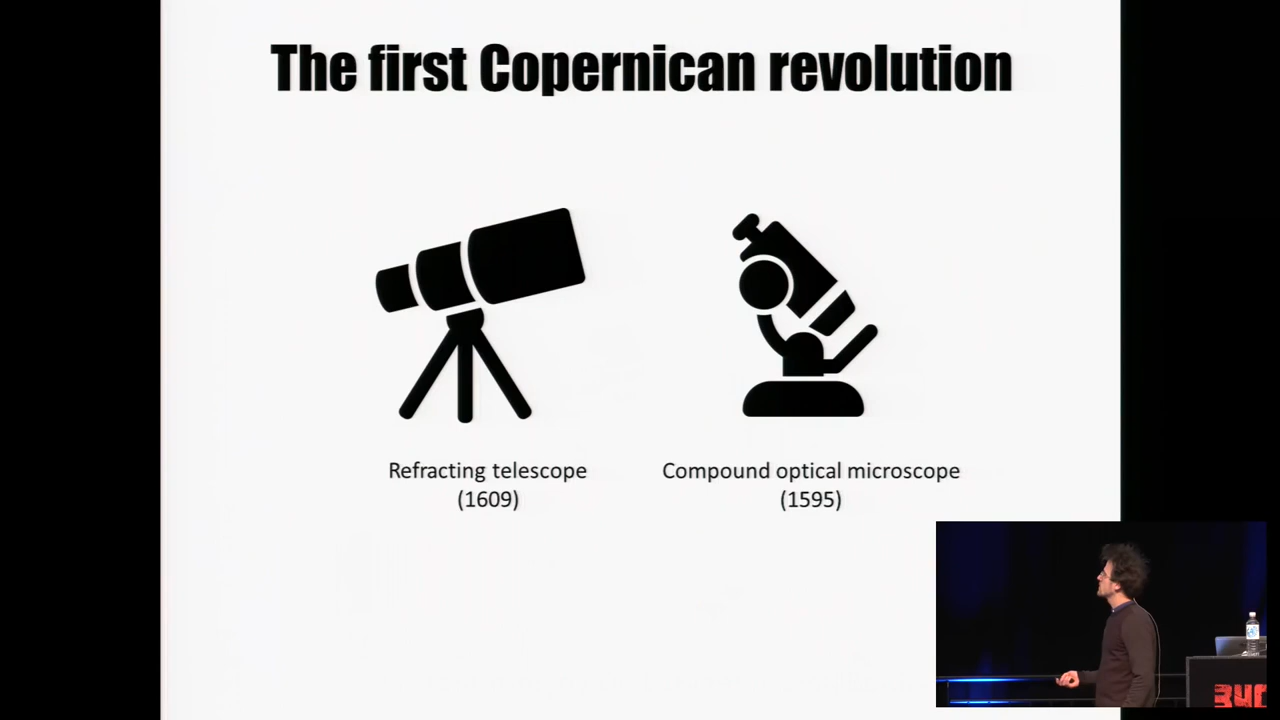 The first Copernican revolution
Refracting telescope
(1609)
Compound optical microscope
(1595)